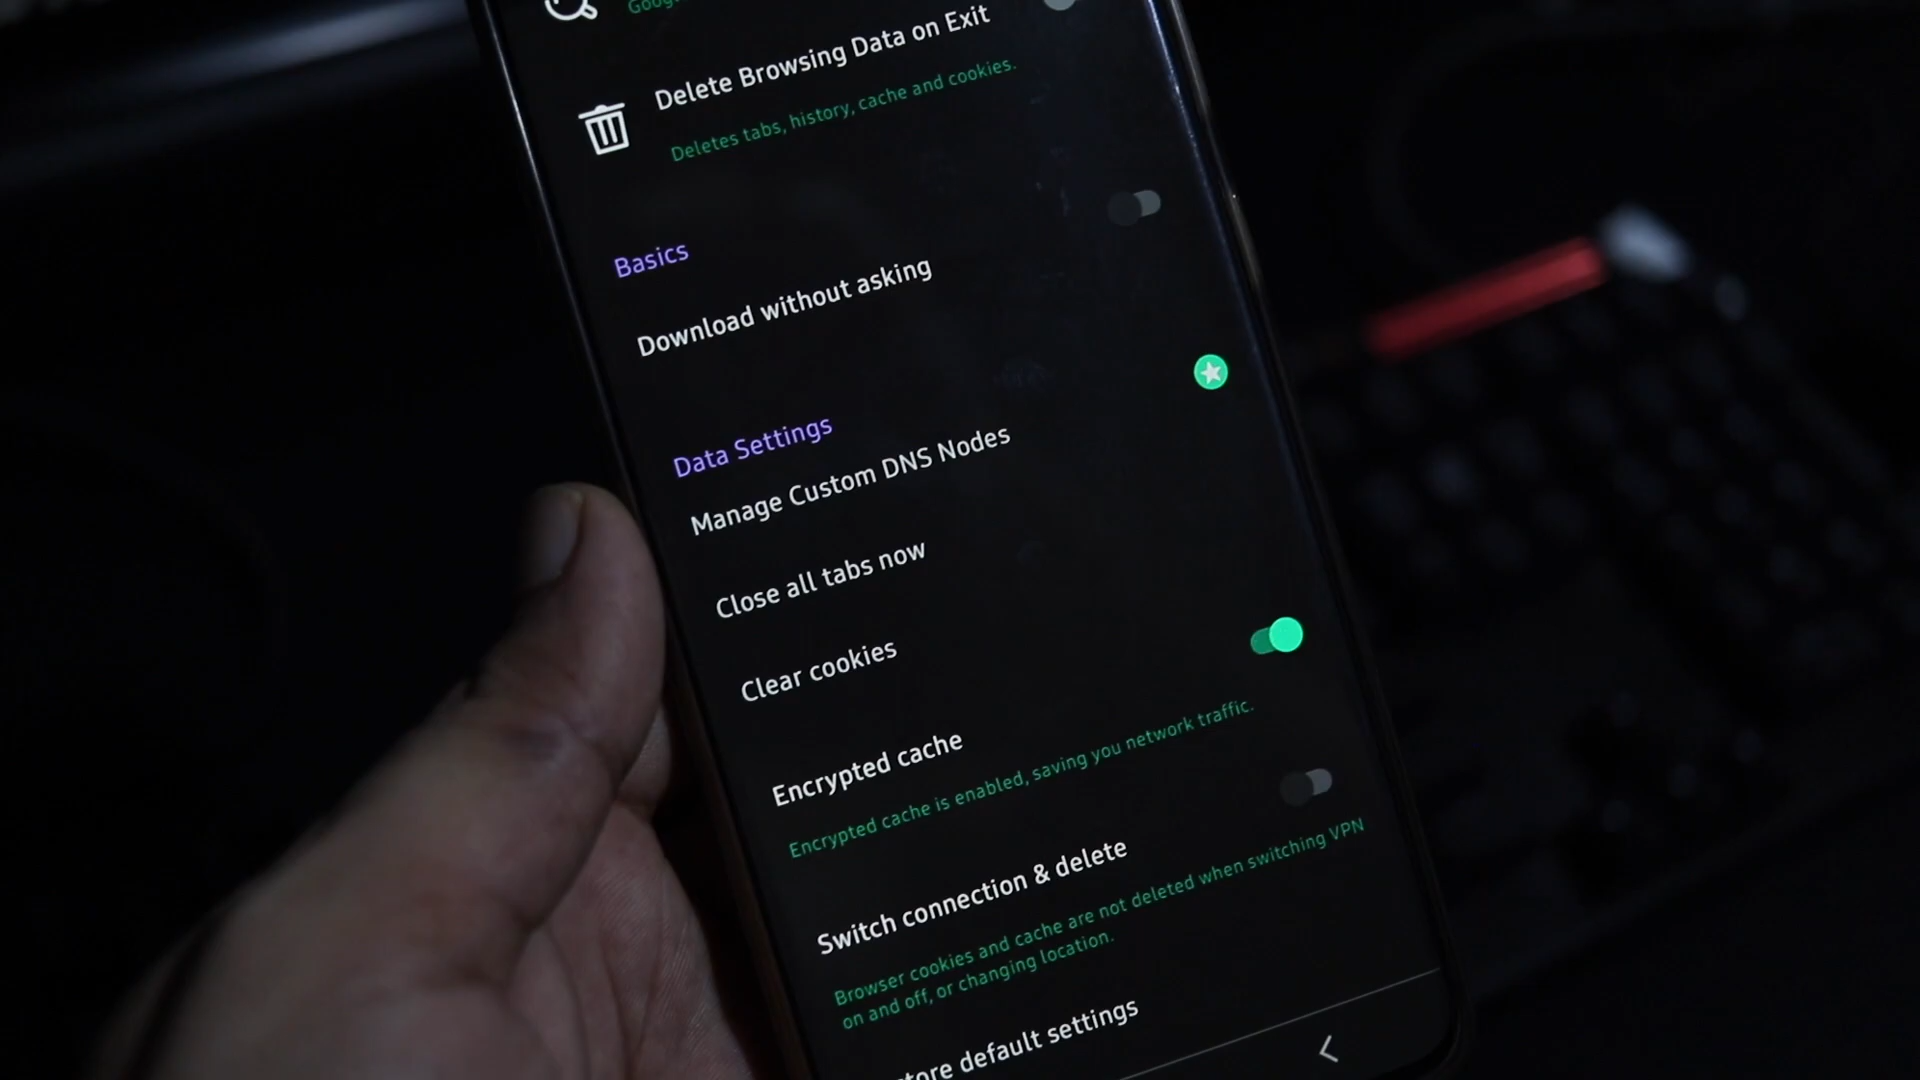 Delete Browsing Data on Exit
Deletes tabs, history, cache and cookies.
Basics
Download without asking
Data Settings
Manage Custom DNS Nodes
Close all tabs now
Clear cookies
Encrypted cache
Encrypted cache is enabled, saving you network traffic.
Switch connection & delete
Browser cookies and cache are not deleted when switching VPN
on and off, or changing location.
default settings